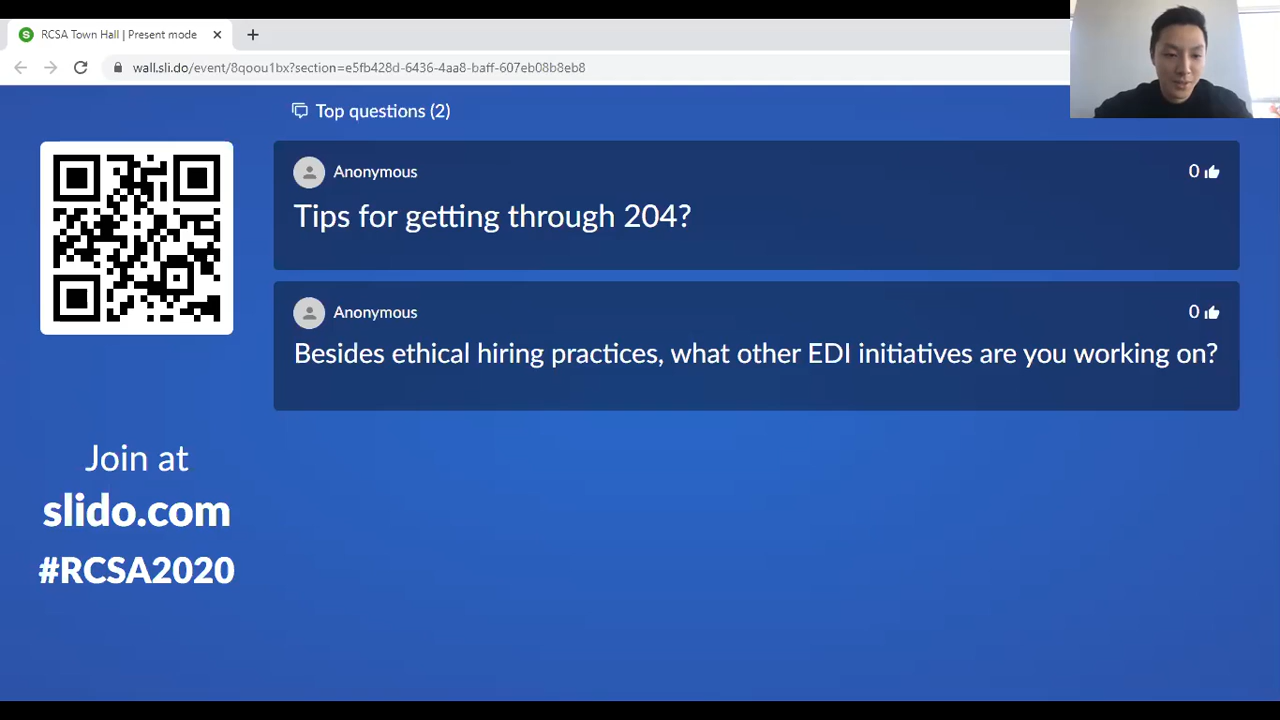 RCSA Town Hall | Present mode
wall.sli.do/event/8qoou1bx?section=e5fb428d-6436-4aa8-baff-607eb08b8eb8
Top questions (2)
Anonymous
0
Tips for getting through 204?
Anonymous
0
Besides ethical hiring practices, what other EDI initiatives are you working on?
Join at
slido.com
#RCSA2020